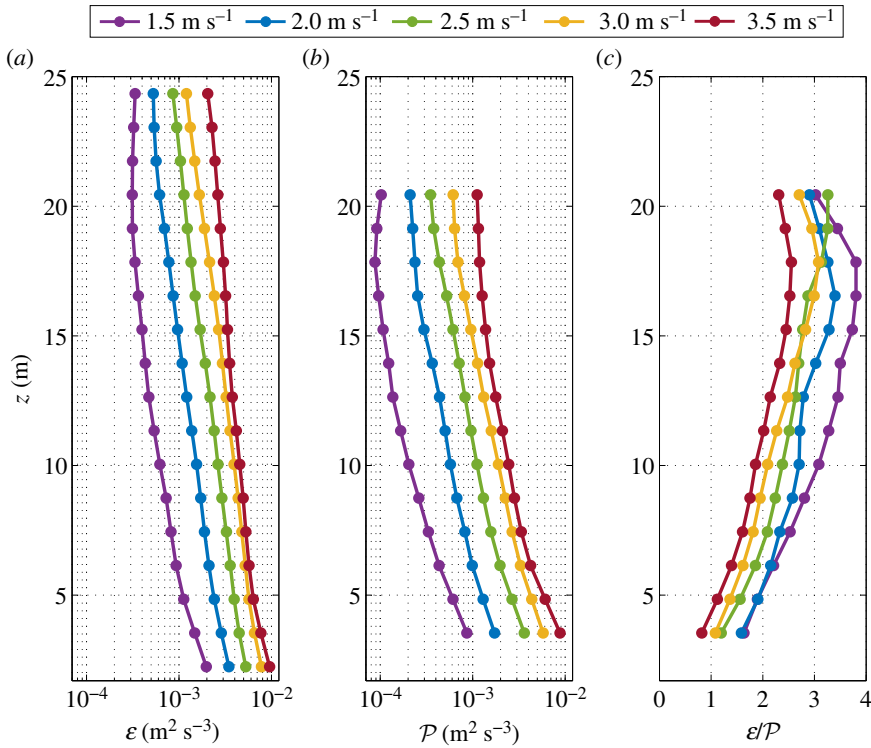 1.5 m s⁻¹ 2.0 m s⁻¹ 2.5 m s⁻¹ 3.0 m s⁻¹ 3.5 m s⁻¹
(a) (b) (c)
25 25 25
20 20 20
15 15 15
z (m)
10 10 10
5 5 5
10⁻⁴ 10⁻³ 10⁻² 10⁻⁴ 10⁻³ 10⁻² 0 1 2 3 4
ε (m² s⁻³) 𝒫 (m² s⁻³) ε/𝒫